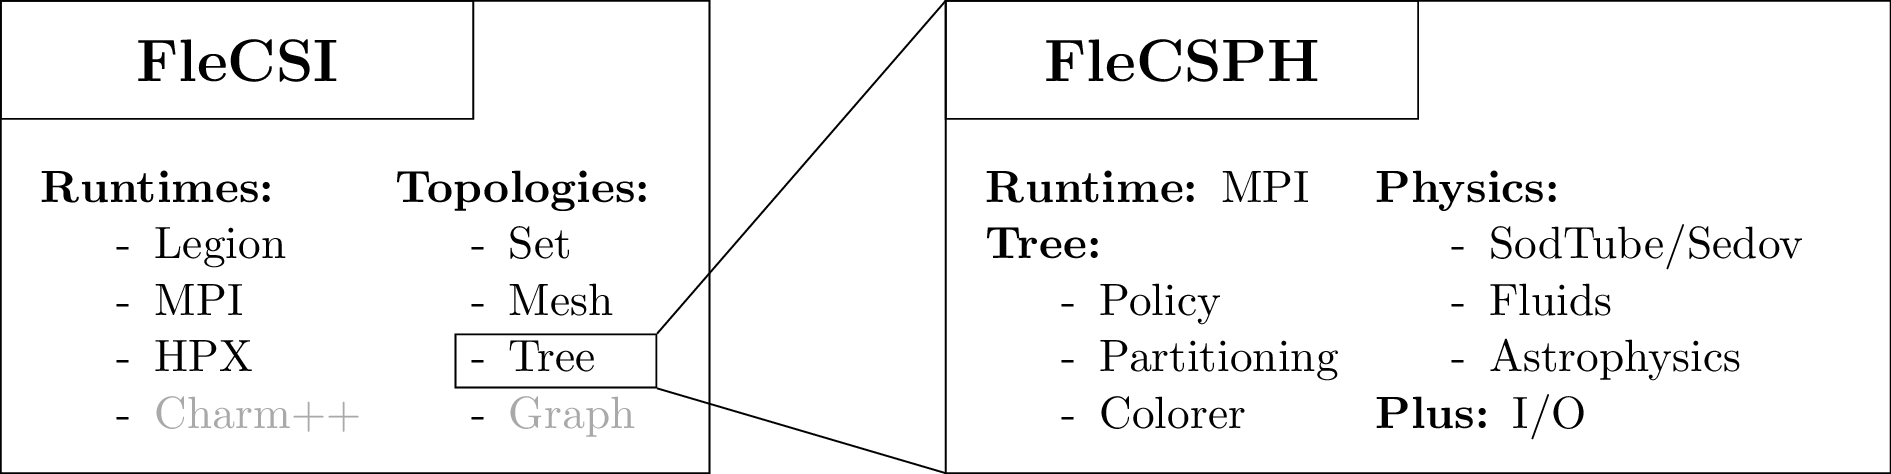 FleCSI
Runtimes:
- Legion
- MPI
- HPX
- Charm++
Topologies:
- Set
- Mesh
- Tree
- Graph
FleCSPH
Runtime: MPI
Tree:
- Policy
- Partitioning
- Colorer
Physics:
- SodTube/Sedov
- Fluids
- Astrophysics
Plus: I/O